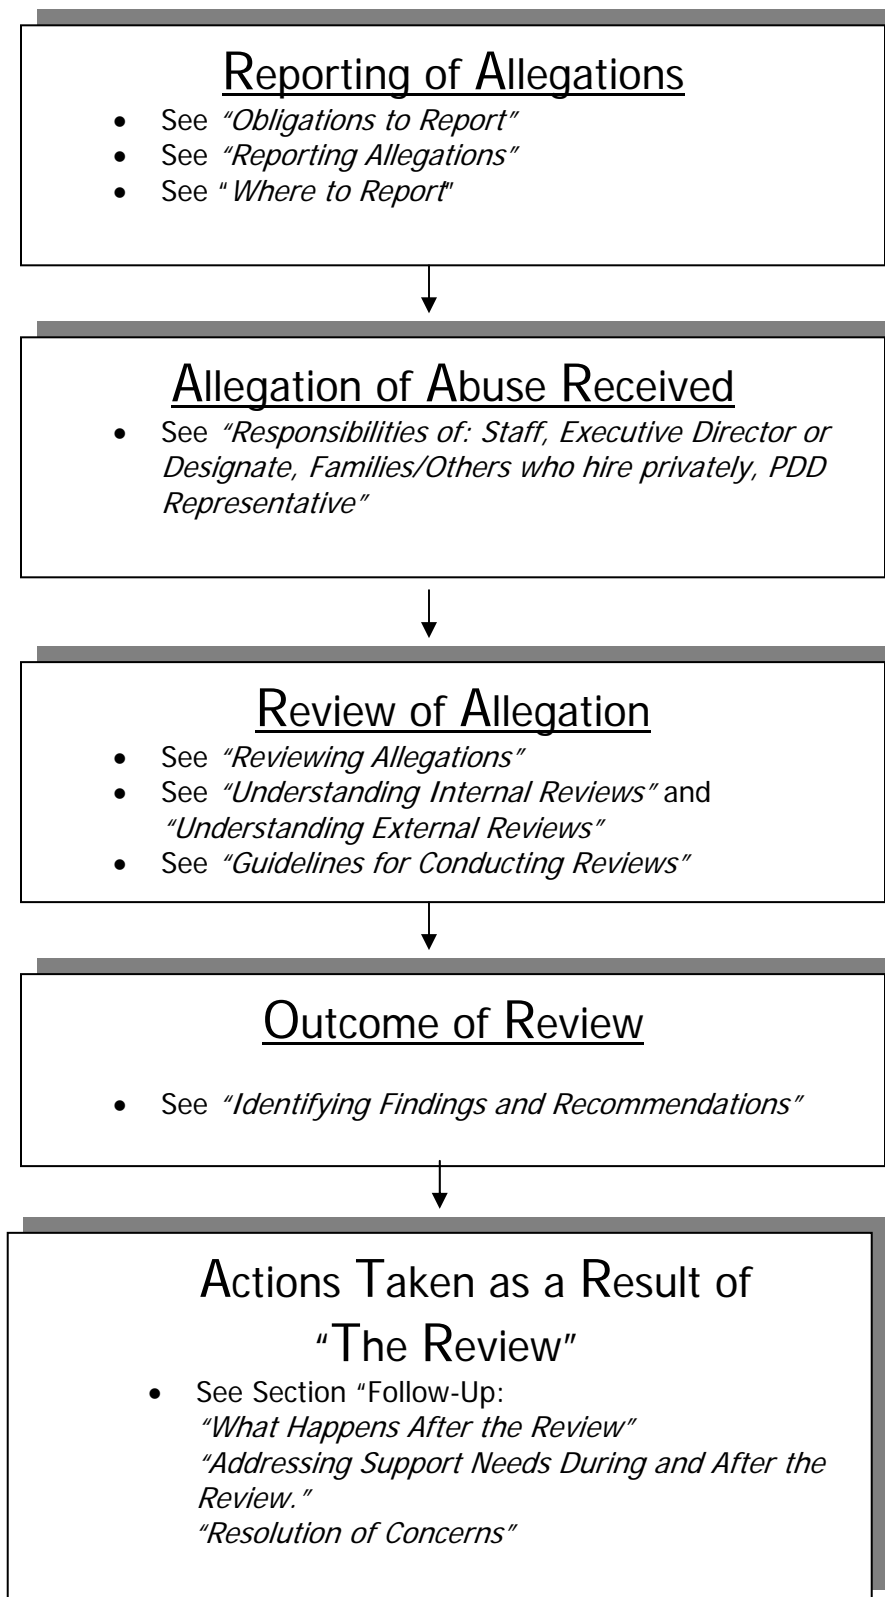 Reporting of Allegations
• See “Obligations to Report”
• See “Reporting Allegations”
• See “Where to Report”
Allegation of Abuse Received
• See “Responsibilities of: Staff, Executive Director or
Designate, Families/Others who hire privately, PDD
Representative”
Review of Allegation
• See “Reviewing Allegations”
• See “Understanding Internal Reviews” and
“Understanding External Reviews”
• See “Guidelines for Conducting Reviews”
Outcome of Review
• See “Identifying Findings and Recommendations”
Actions Taken as a Result of
“The Review”
• See Section “Follow-Up:
“What Happens After the Review”
“Addressing Support Needs During and After the
Review.”
“Resolution of Concerns”